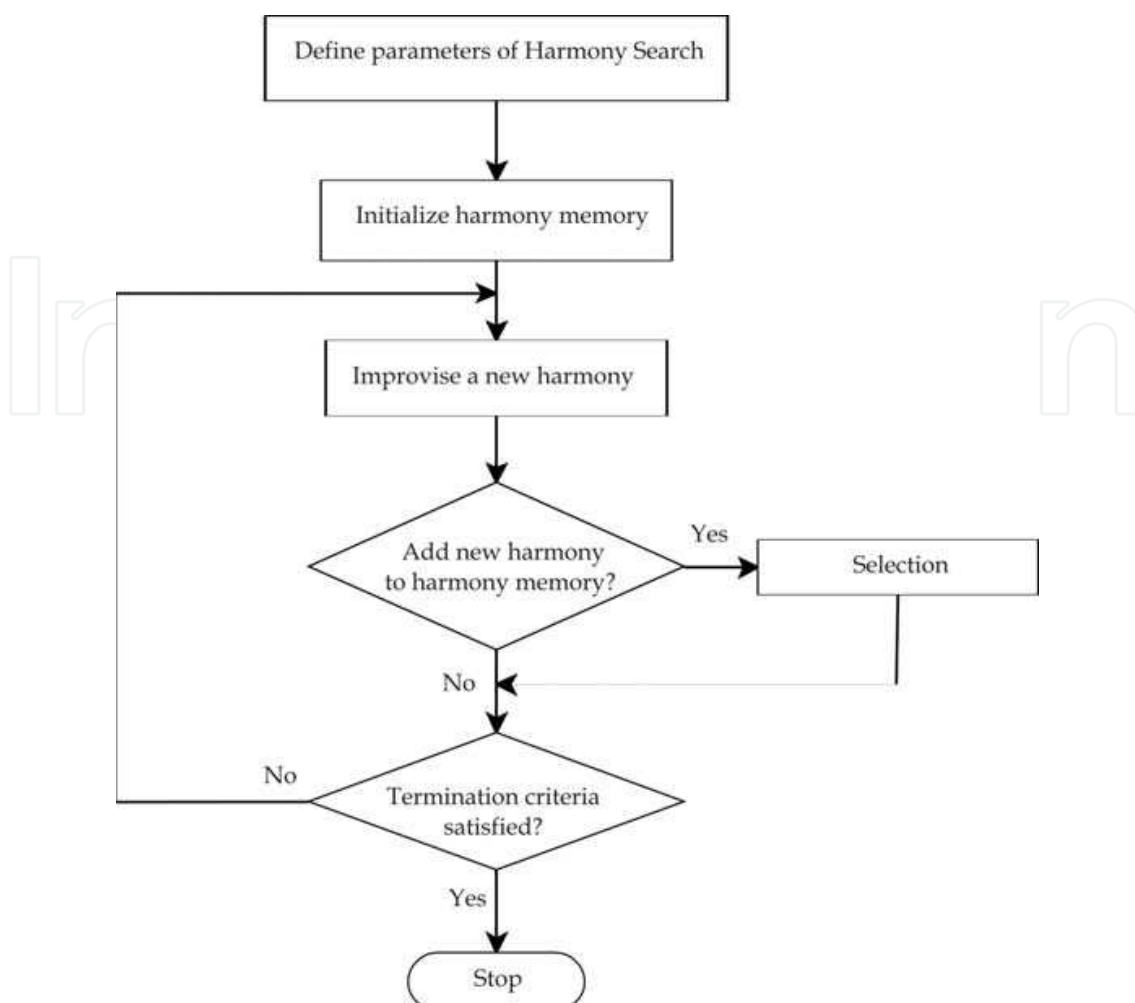 Define parameters of Harmony Search
Initialize harmony memory
Improvise a new harmony
Add new harmony
to harmony memory?
Yes
Selection
No
No
Termination criteria
satisfied?
Yes
Stop